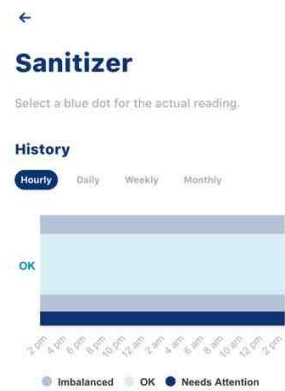 Sanitizer
Select a blue dot for the actual reading.
History
Hourly Daily Weekly Monthly
OK
2 pm 4 pm 6 pm 8 pm 10 pm 12 am 2 am 4 am 6 am 8 am 10 am 12 pm 2 pm
Imbalanced OK Needs Attention